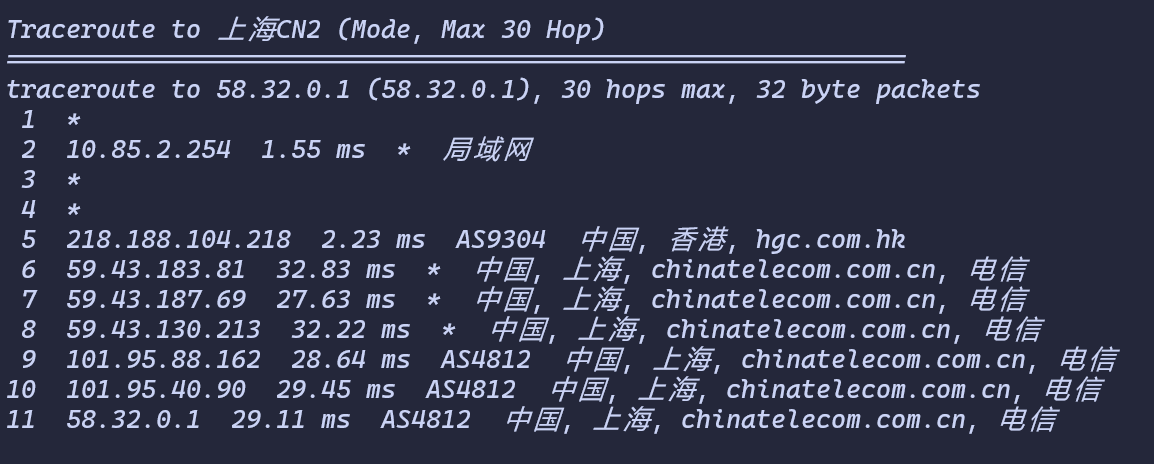 Traceroute to 上海CN2 (Mode, Max 30 Hop)
============================================================
traceroute to 58.32.0.1 (58.32.0.1), 30 hops max, 32 byte packets
1 *
2 10.85.2.254 1.55 ms * 局域网
3 *
4 *
5 218.188.104.218 2.23 ms AS9304 中国, 香港, hgc.com.hk
6 59.43.183.81 32.83 ms * 中国, 上海, chinatelecom.com.cn, 电信
7 59.43.187.69 27.63 ms * 中国, 上海, chinatelecom.com.cn, 电信
8 59.43.130.213 32.22 ms * 中国, 上海, chinatelecom.com.cn, 电信
9 101.95.88.162 28.64 ms AS4812 中国, 上海, chinatelecom.com.cn, 电信
10 101.95.40.90 29.45 ms AS4812 中国, 上海, chinatelecom.com.cn, 电信
11 58.32.0.1 29.11 ms AS4812 中国, 上海, chinatelecom.com.cn, 电信